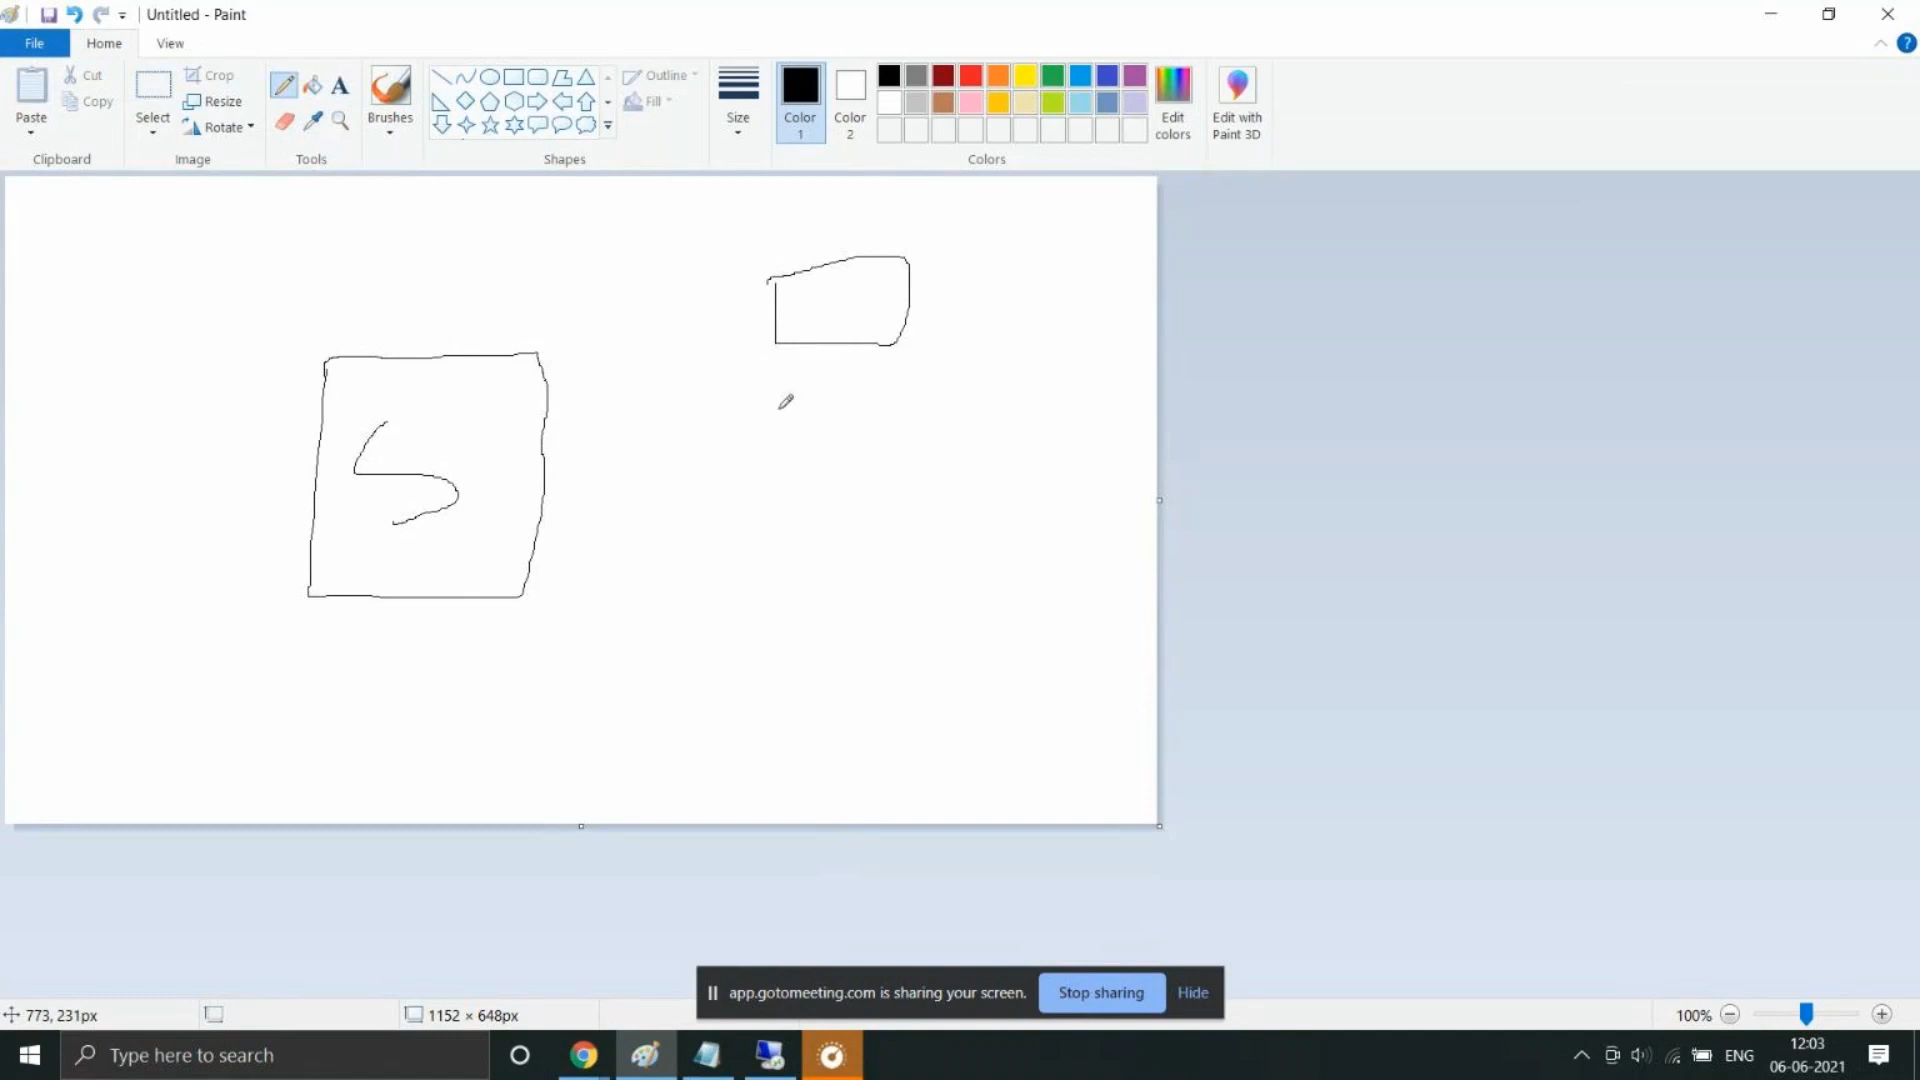 Untitled - Paint
File Home View
Paste
Cut
Copy
Clipboard
Select
Crop
Resize
Rotate
Image
A
Tools
Brushes
Shapes
Outline
Fill
Size
Color 1
Color 2
Colors
Edit colors
Edit with Paint 3D
?
S
app.gotomeeting.com is sharing your screen. Stop sharing Hide
773, 231px
1152 × 648px
100%
Type here to search
ENG
12:03
06-06-2021